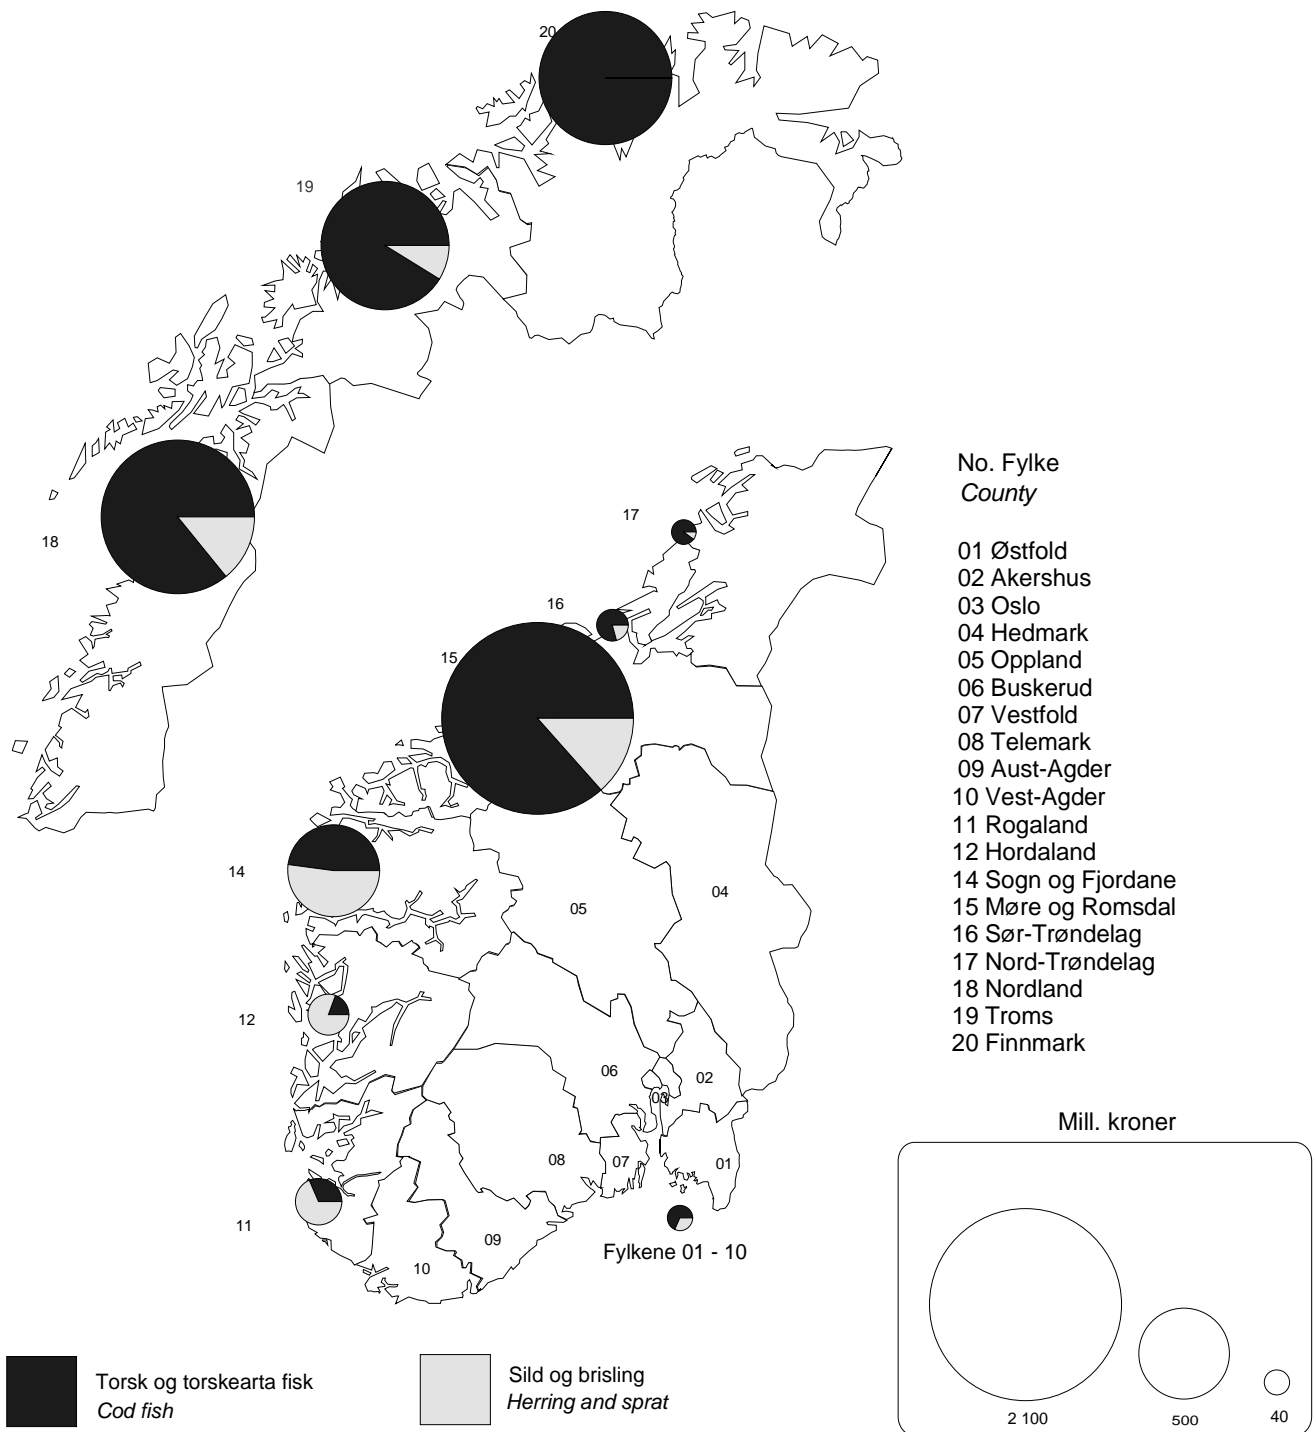 20
19
18
17
16
15
14
12
11
04
05
06
02
03
01
07
08
09
10
Fylkene 01 - 10
No. Fylke
County
01 Østfold
02 Akershus
03 Oslo
04 Hedmark
05 Oppland
06 Buskerud
07 Vestfold
08 Telemark
09 Aust-Agder
10 Vest-Agder
11 Rogaland
12 Hordaland
14 Sogn og Fjordane
15 Møre og Romsdal
16 Sør-Trøndelag
17 Nord-Trøndelag
18 Nordland
19 Troms
20 Finnmark
Mill. kroner
2 100
500
40
Torsk og torskearta fisk
Cod fish
Sild og brisling
Herring and sprat